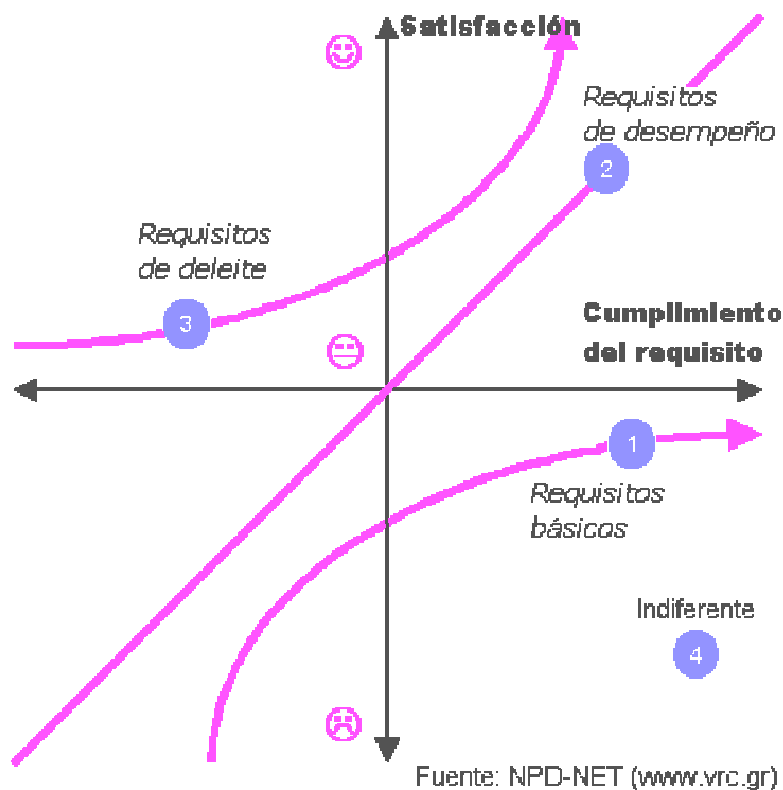 Satisfacción
Requisitos
de desempeño
2
Requisitos
de deleite
3
Cumplimiento
del requisito
1
Requisitos
básicos
Indiferente
4
Fuente: NPD-NET (www.vrc.gr)